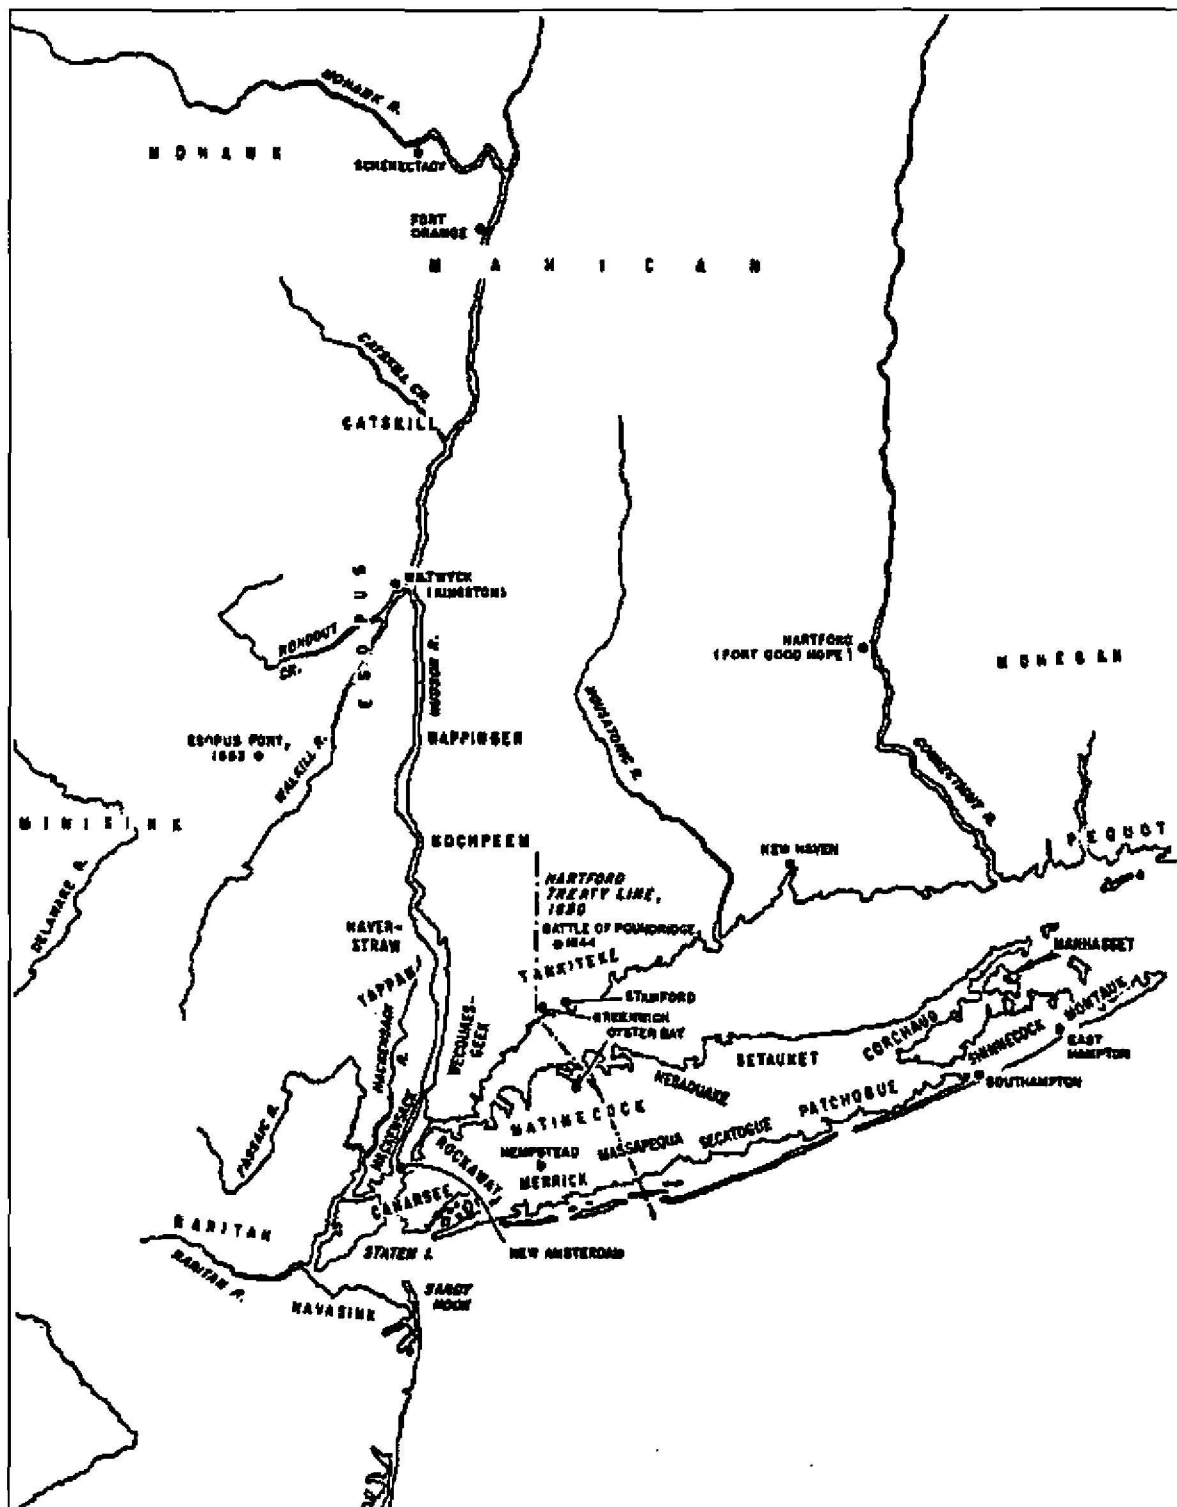 MOHAWK R.
MOHAWK
SCHENECTADY
FORT
ORANGE
MAHICAN
CATSKILL CR.
CATSKILL
ESOPUS
WILTWYCK
(KINGSTON)
RONDOUT
CR.
HUDSON R.
HARTFORD
(FORT GOOD HOPE)
MOHEGAN
HOUSATONIC R.
ESOPUS FORT,
1663
WALLKILL R.
WAPPINGER
CONNECTICUT R.
MINISINK
DELAWARE R.
KOCHPEEM
NEW HAVEN
PEQUOT
HARTFORD
TREATY LINE,
1650
BATTLE OF POUNDRIDGE
1644
HAVER-
STRAW
TAPPAN
TANKITEKE
MANHASSET
STAMFORD
GREENWICH
OYSTER BAY
HACKENSACK
R.
WECQUAES-
GEEK
SETAUKET
CORCHAUG
SHINNECOCK
MONTAUK
EAST
HAMPTON
SOUTHAMPTON
NESAQUAKE
PASSAIC R.
HACKENSACK
MATINECOCK
MASSAPEQUA
SECATOGUE
PATCHOGUE
ROCKAWAY
HEMPSTEAD
MERRICK
CANARSEE
RARITAN
RARITAN R.
STATEN I.
NEW AMSTERDAM
NAVASINK
SANDY
HOOK